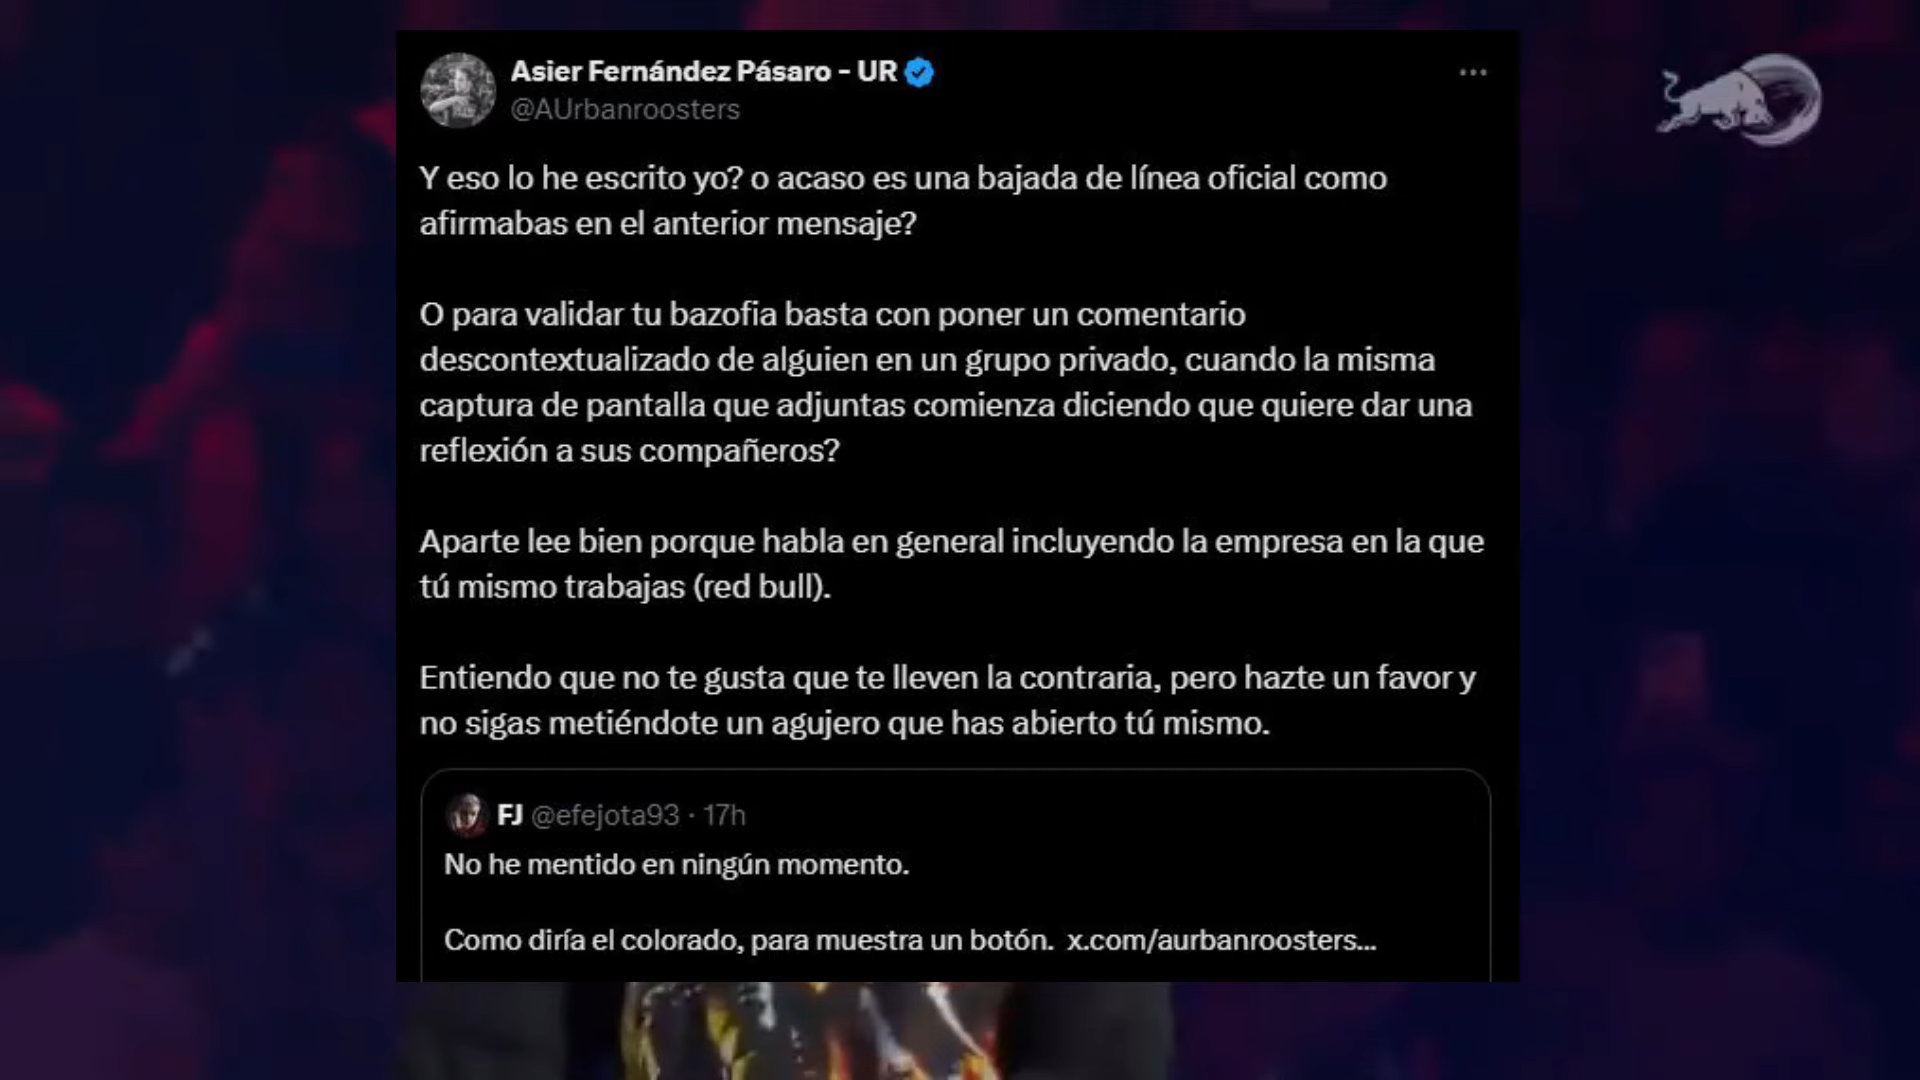 Asier Fernández Pásaro - UR
@AUrbanroosters
Y eso lo he escrito yo? o acaso es una bajada de línea oficial como
afirmabas en el anterior mensaje?
O para validar tu bazofia basta con poner un comentario
descontextualizado de alguien en un grupo privado, cuando la misma
captura de pantalla que adjuntas comienza diciendo que quiere dar una
reflexión a sus compañeros?
Aparte lee bien porque habla en general incluyendo la empresa en la que
tú mismo trabajas (red bull).
Entiendo que no te gusta que te lleven la contraria, pero hazte un favor y
no sigas metiéndote un agujero que has abierto tú mismo.
FJ @efejota93 · 17h
No he mentido en ningún momento.
Como diría el colorado, para muestra un botón. x.com/aurbanroosters...